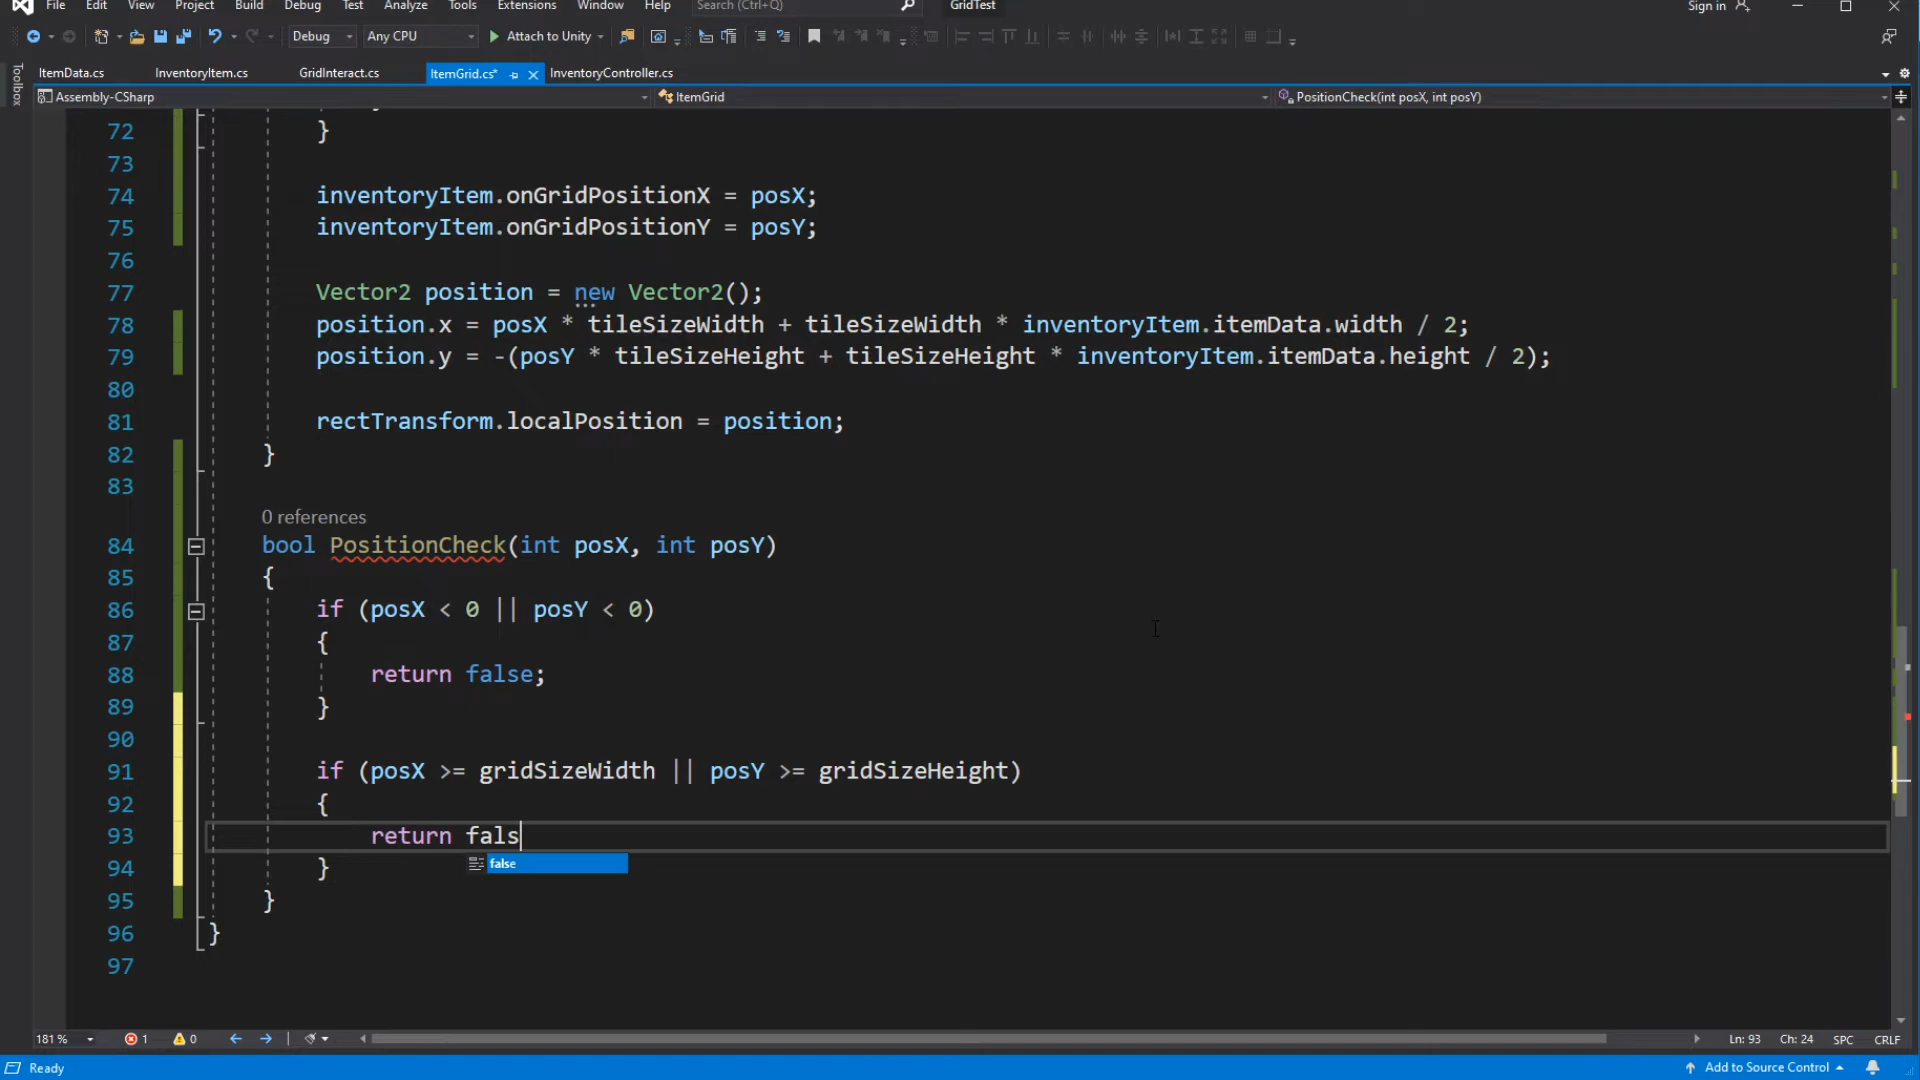 File Edit View Project Build Debug Test Analyze Tools Extensions Window Help Search (Ctrl+Q) GridTest Sign in
Debug Any CPU Attach to Unity
Toolbox
ItemData.cs InventoryItem.cs GridInteract.cs ItemGrid.cs* InventoryController.cs
Assembly-CSharp ItemGrid PositionCheck(int posX, int posY)
72 }
73
74 inventoryItem.onGridPositionX = posX;
75 inventoryItem.onGridPositionY = posY;
76
77 Vector2 position = new Vector2();
78 position.x = posX * tileSizeWidth + tileSizeWidth * inventoryItem.itemData.width / 2;
79 position.y = -(posY * tileSizeHeight + tileSizeHeight * inventoryItem.itemData.height / 2);
80
81 rectTransform.localPosition = position;
82 }
83
0 references
84 bool PositionCheck(int posX, int posY)
85 {
86 if (posX < 0 || posY < 0)
87 {
88 return false;
89 }
90
91 if (posX >= gridSizeWidth || posY >= gridSizeHeight)
92 {
93 return fals
false
94 }
95 }
96 }
97
181 % 1 0 Ln: 93 Ch: 24 SPC CRLF
Ready Add to Source Control